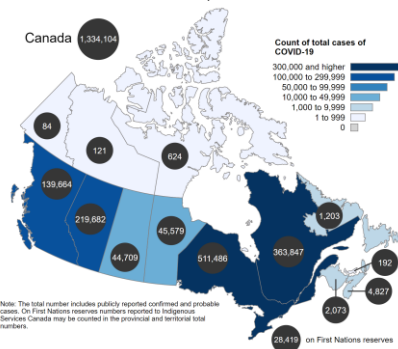 Canada 1,334,104
Count of total cases of
COVID-19
300,000 and higher
100,000 to 299,999
50,000 to 99,999
10,000 to 49,999
1,000 to 9,999
1 to 999
0
84
121
624
139,664
219,682
44,709
45,579
511,486
363,847
1,203
192
4,827
2,073
Note: The total number includes publicly reported confirmed and probable
cases. On First Nations reserves numbers reported to Indigenous
Services Canada may be counted in the provincial and territorial total
numbers.
28,419 on First Nations reserves